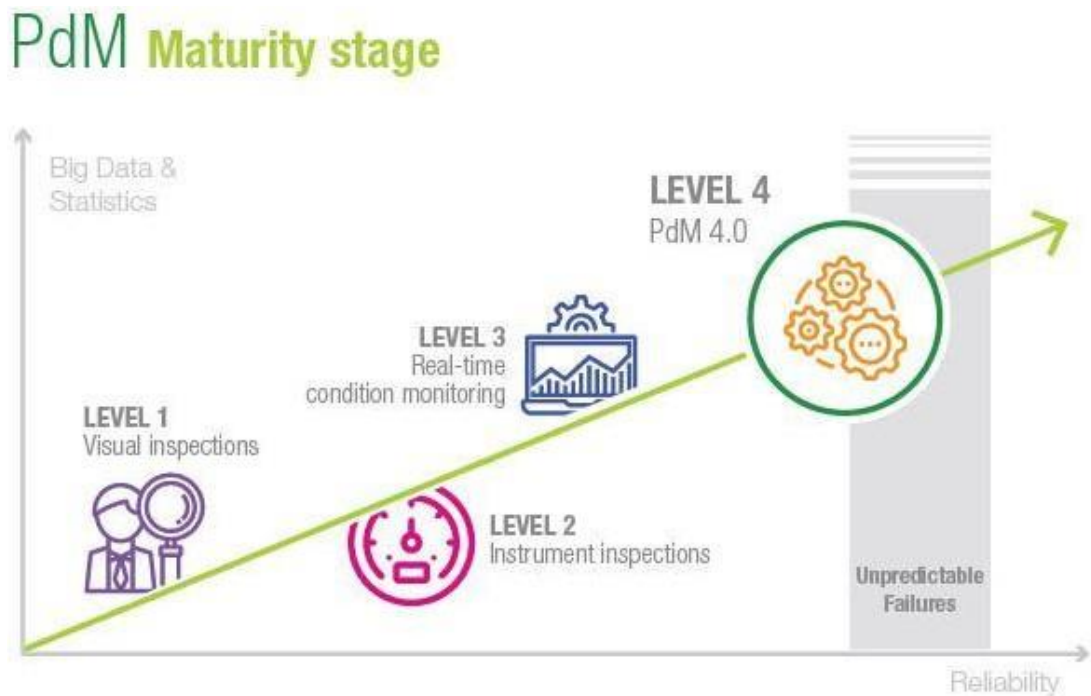 PdM Maturity stage
Big Data &
Statistics
LEVEL 4
PdM 4.0
LEVEL 3
Real-time
condition monitoring
LEVEL 1
Visual inspections
LEVEL 2
Instrument inspections
Unpredictable
Failures
Reliability